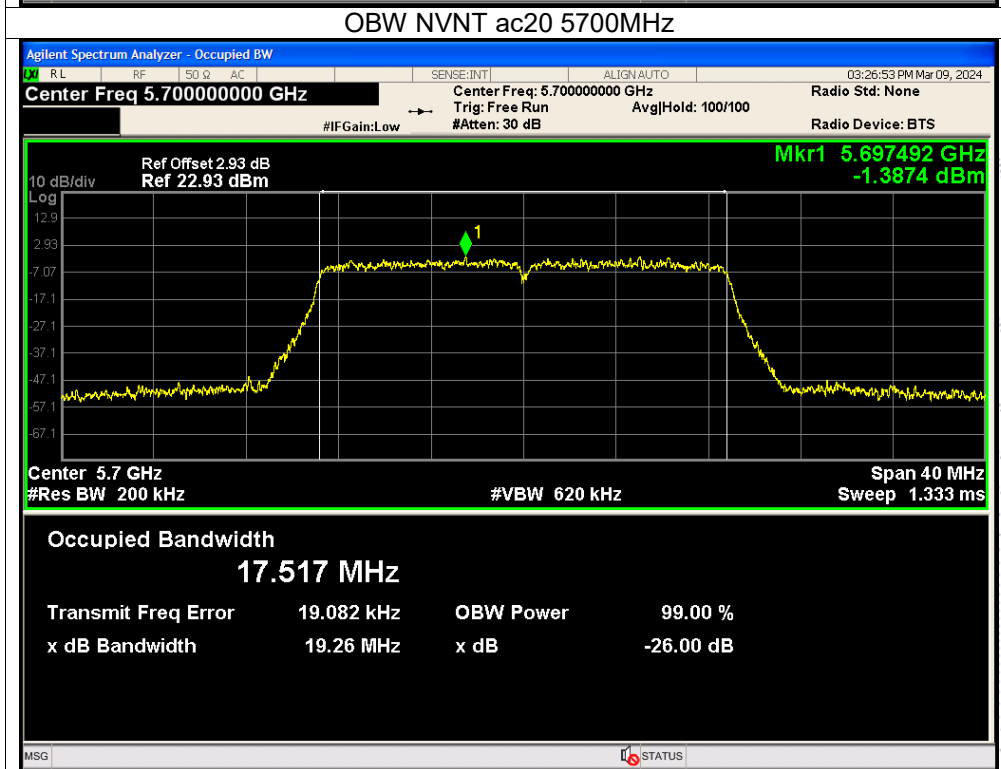 OBW NVNT ac20 5700MHz
Agilent Spectrum Analyzer - Occupied BW
LXI RL RF 50 Ω AC SENSE:INT ALIGN AUTO 03:26:53 PM Mar 09, 2024
Center Freq 5.700000000 GHz Center Freq: 5.700000000 GHz Radio Std: None
Trig: Free Run Avg|Hold: 100/100
#IFGain:Low #Atten: 30 dB Radio Device: BTS
Mkr1 5.697492 GHz
-1.3874 dBm
Ref Offset 2.93 dB
10 dB/div Ref 22.93 dBm
Log
12.9
2.93
-7.07
-17.1
-27.1
-37.1
-47.1
-57.1
-67.1
1
Center 5.7 GHz Span 40 MHz
#Res BW 200 kHz #VBW 620 kHz Sweep 1.333 ms
Occupied Bandwidth
17.517 MHz
Transmit Freq Error 19.082 kHz OBW Power 99.00 %
x dB Bandwidth 19.26 MHz x dB -26.00 dB
MSG STATUS